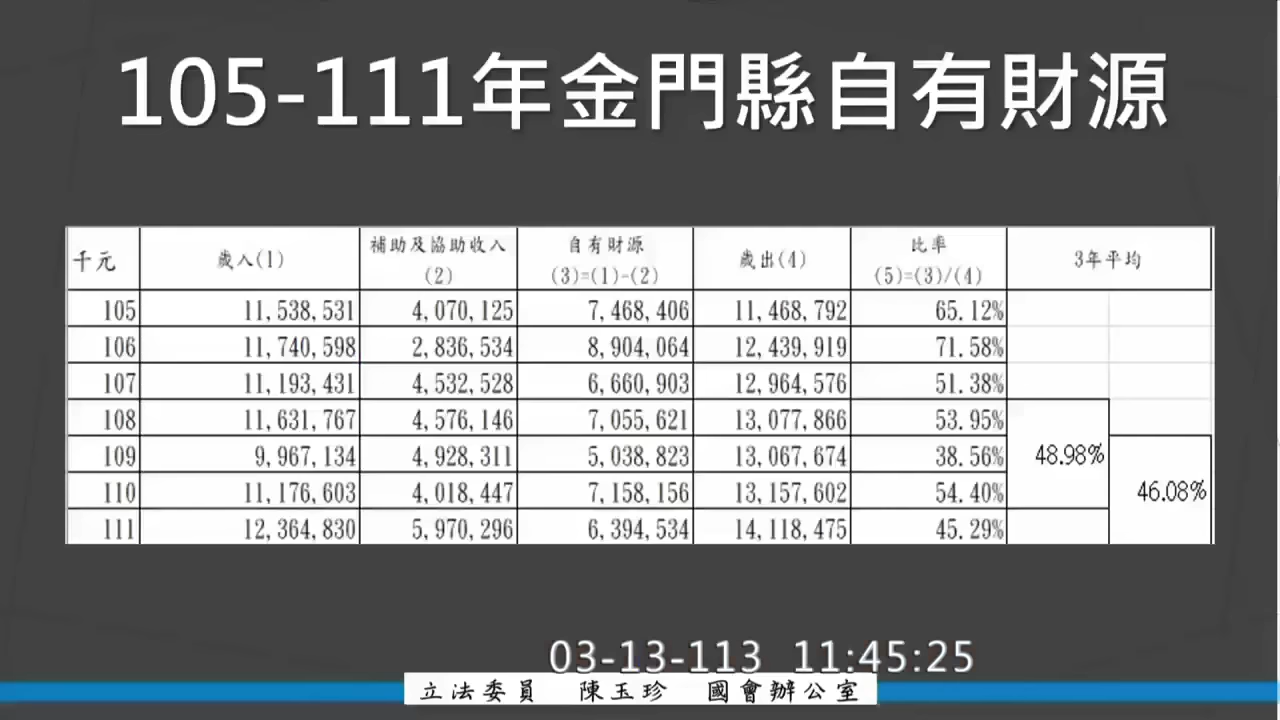 105-111年金門縣自有財源
千元 歲入(1) 補助及協助收入(2) 自有財源(3)=(1)-(2) 歲出(4) 比率(5)=(3)/(4) 3年平均
105 11,538,531 4,070,125 7,468,406 11,468,792 65.12%
106 11,740,598 2,836,534 8,904,064 12,439,919 71.58%
107 11,193,431 4,532,528 6,660,903 12,964,576 51.38%
108 11,631,767 4,576,146 7,055,621 13,077,866 53.95%
109 9,967,134 4,928,311 5,038,823 13,067,674 38.56% 48.98%
110 11,176,603 4,018,447 7,158,156 13,157,602 54.40% 46.08%
111 12,364,830 5,970,296 6,394,534 14,118,475 45.29%
03-13-113 11:45:25
立法委員 陳玉珍 國會辦公室